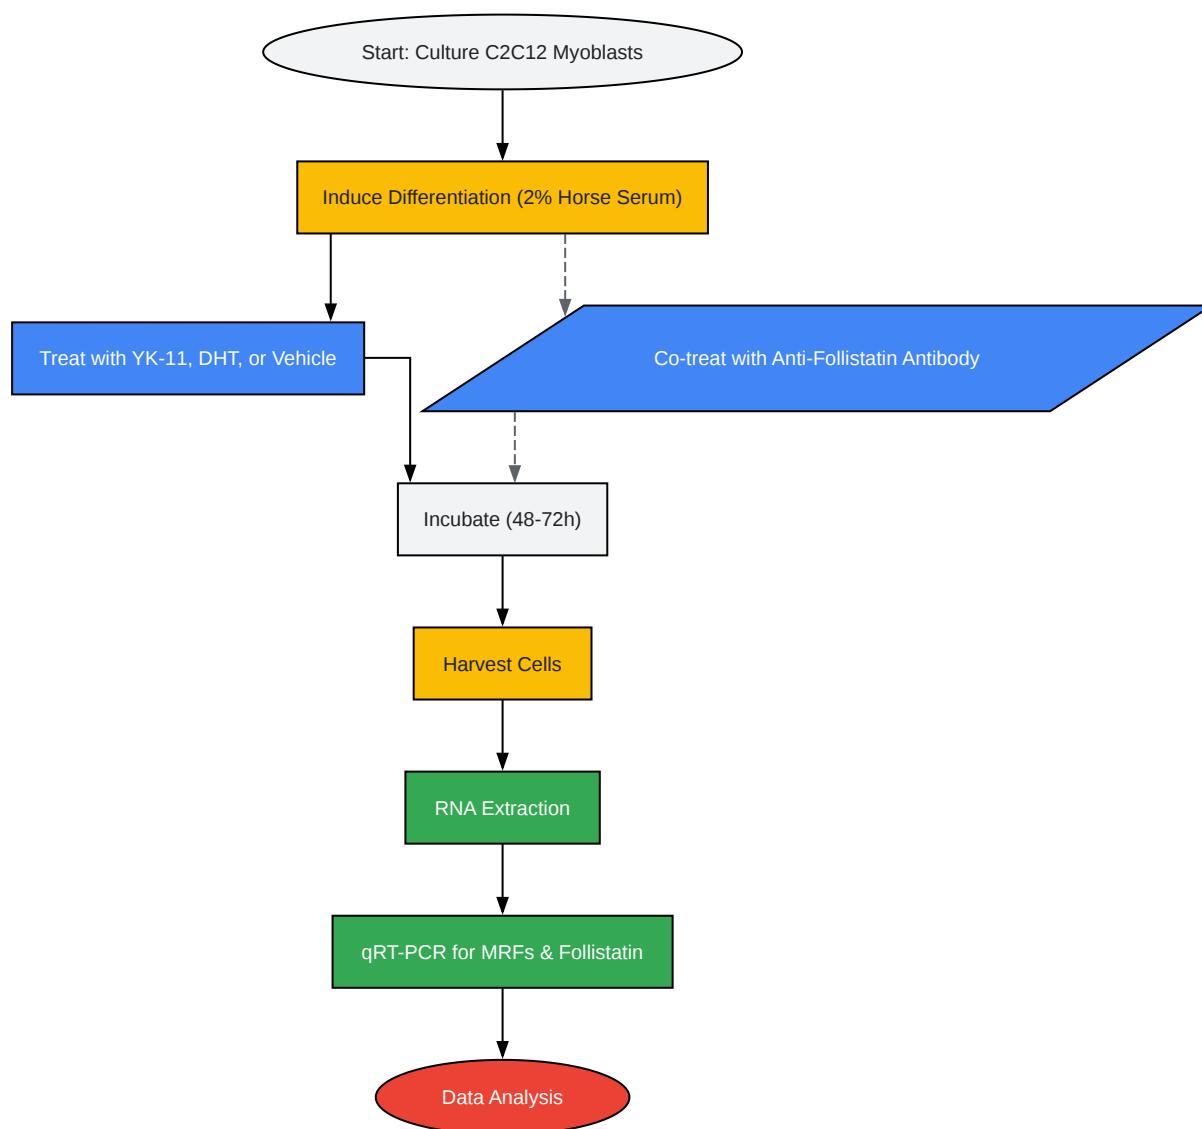 Start: Culture C2C12 Myoblasts
Induce Differentiation (2% Horse Serum)
Treat with YK-11, DHT, or Vehicle
Co-treat with Anti-Follistatin Antibody
Incubate (48-72h)
Harvest Cells
RNA Extraction
qRT-PCR for MRFs & Follistatin
Data Analysis